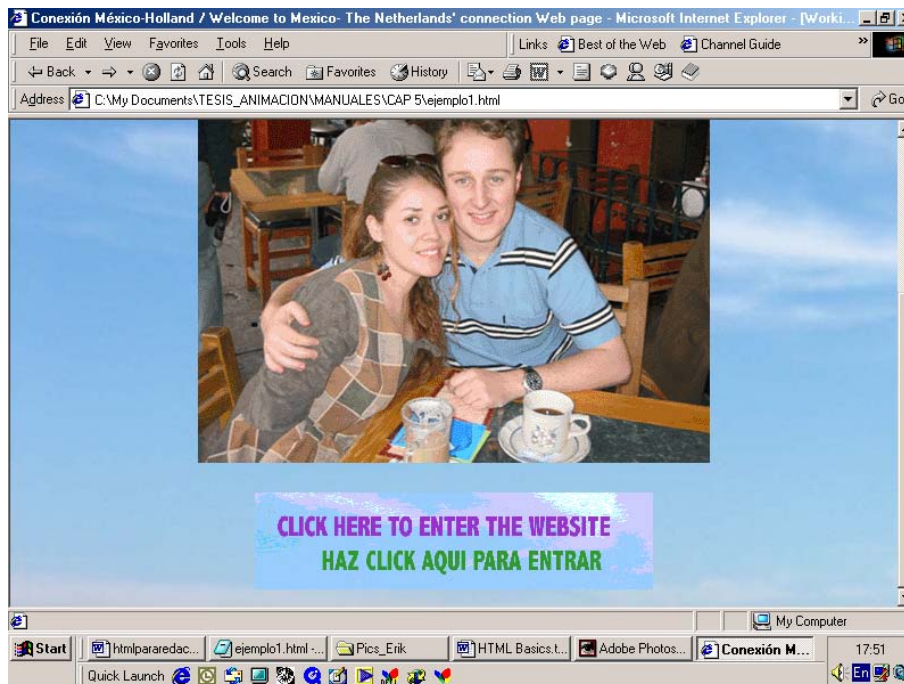 Conexión México-Holland / Welcome to Mexico- The Netherlands' connection Web page - Microsoft Internet Explorer - [Worki...
File Edit View Favorites Tools Help Links Best of the Web Channel Guide »
Back Search Favorites History
Address C:\My Documents\TESIS_ANIMACION\MANUALES\CAP 5\ejemplo1.html Go
CLICK HERE TO ENTER THE WEBSITE
HAZ CLICK AQUI PARA ENTRAR
My Computer
Start htmlpararedac... ejemplo1.html -... Pics_Erik HTML Basics.t... Adobe Photos... Conexión M... 17:51
Quick Launch En